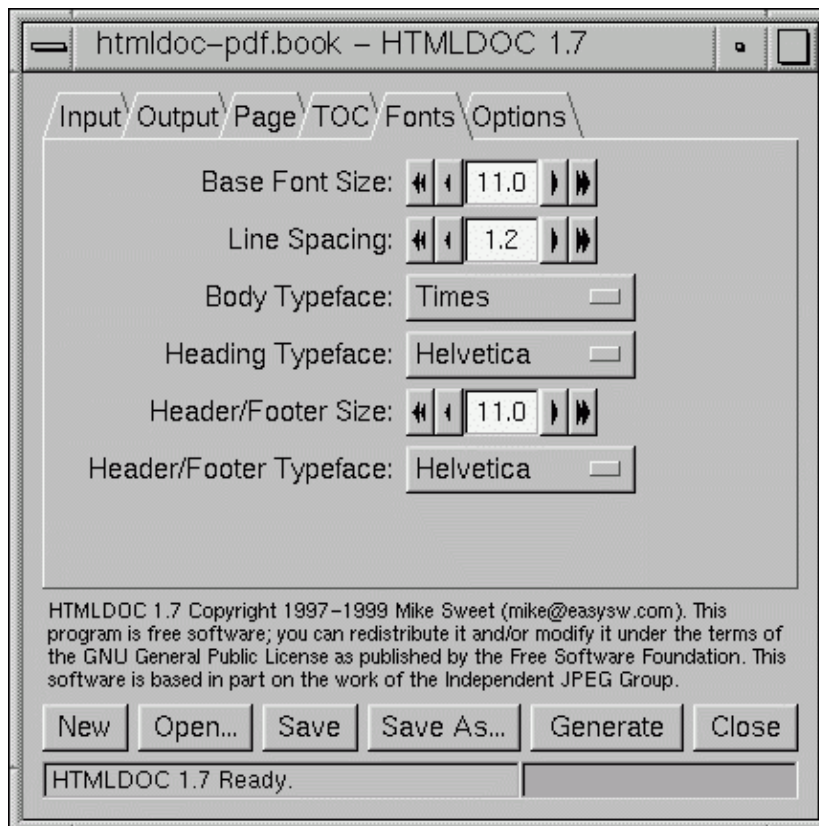 htmldoc-pdf.book - HTMLDOC 1.7
Input Output Page TOC Fonts Options
Base Font Size: 11.0
Line Spacing: 1.2
Body Typeface: Times
Heading Typeface: Helvetica
Header/Footer Size: 11.0
Header/Footer Typeface: Helvetica
HTMLDOC 1.7 Copyright 1997-1999 Mike Sweet (mike@easysw.com). This
program is free software; you can redistribute it and/or modify it under the terms of
the GNU General Public License as published by the Free Software Foundation. This
software is based in part on the work of the Independent JPEG Group.
New Open... Save Save As... Generate Close
HTMLDOC 1.7 Ready.